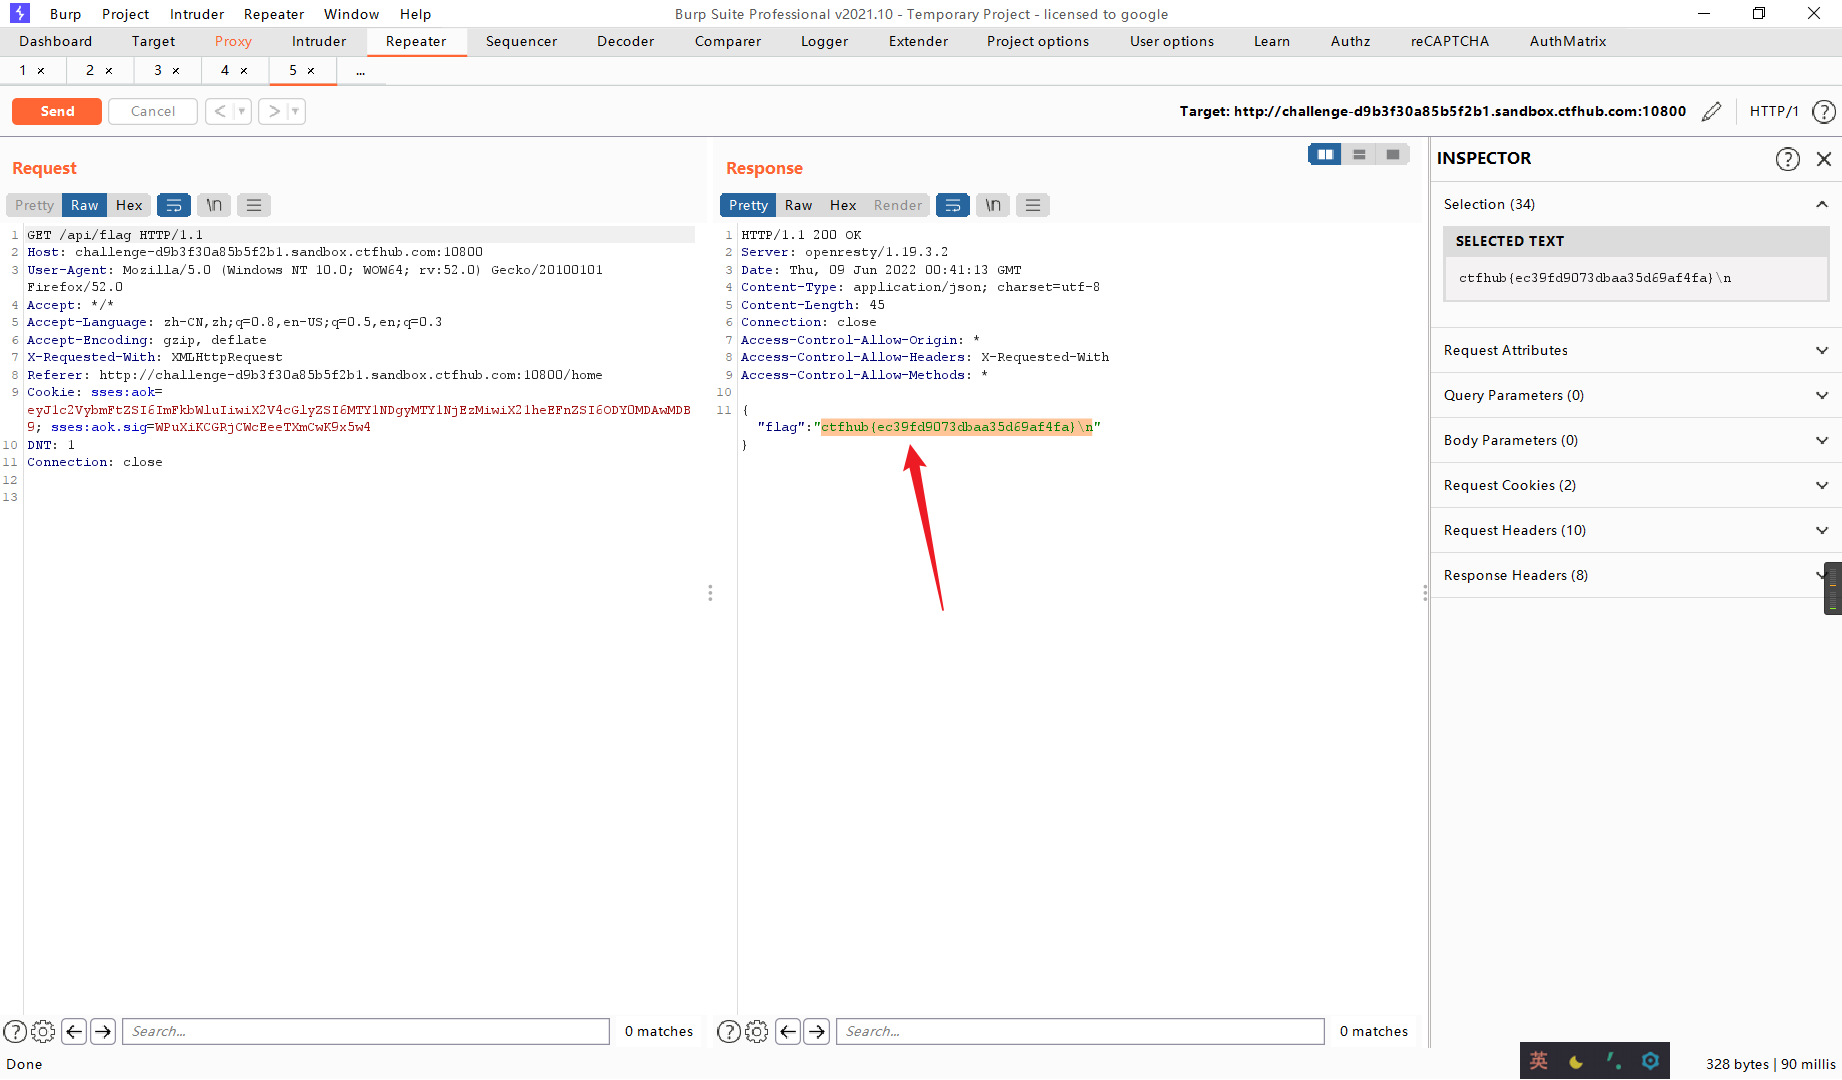 Burp Project Intruder Repeater Window Help
Burp Suite Professional v2021.10 - Temporary Project - licensed to google
Dashboard Target Proxy Intruder Repeater Sequencer Decoder Comparer Logger Extender Project options User options Learn Authz reCAPTCHA AuthMatrix
1 × 2 × 3 × 4 × 5 × ...
Send Cancel < > Target: http://challenge-d9b3f30a85b5f2b1.sandbox.ctfhub.com:10800 HTTP/1 ?
Request
Pretty Raw Hex \n
1 GET /api/flag HTTP/1.1
2 Host: challenge-d9b3f30a85b5f2b1.sandbox.ctfhub.com:10800
3 User-Agent: Mozilla/5.0 (Windows NT 10.0; WOW64; rv:52.0) Gecko/20100101
Firefox/52.0
4 Accept: */*
5 Accept-Language: zh-CN,zh;q=0.8,en-US;q=0.5,en;q=0.3
6 Accept-Encoding: gzip, deflate
7 X-Requested-With: XMLHttpRequest
8 Referer: http://challenge-d9b3f30a85b5f2b1.sandbox.ctfhub.com:10800/home
9 Cookie: sses:aok=
eyJ1c2VybmFtZSI6ImFkbWluIiwiX2V4cGlyZSI6MTY1NDgyMTY1NjEzMiwiX21heEFnZSI6ODY0MDAwMDB
9; sses:aok.sig=WPuXiKCGRjCWcEeeTXmCwK9x5w4
10 DNT: 1
11 Connection: close
12
13
Response
Pretty Raw Hex Render \n
1 HTTP/1.1 200 OK
2 Server: openresty/1.19.3.2
3 Date: Thu, 09 Jun 2022 00:41:13 GMT
4 Content-Type: application/json; charset=utf-8
5 Content-Length: 45
6 Connection: close
7 Access-Control-Allow-Origin: *
8 Access-Control-Allow-Headers: X-Requested-With
9 Access-Control-Allow-Methods: *
10
11 {
"flag":"ctfhub{ec39fd9073dbaa35d69af4fa}\n"
}
INSPECTOR ?
Selection (34)
SELECTED TEXT
ctfhub{ec39fd9073dbaa35d69af4fa}\n
Request Attributes
Query Parameters (0)
Body Parameters (0)
Request Cookies (2)
Request Headers (10)
Response Headers (8)
? Search... 0 matches
? Search... 0 matches
Done
英
328 bytes | 90 millis